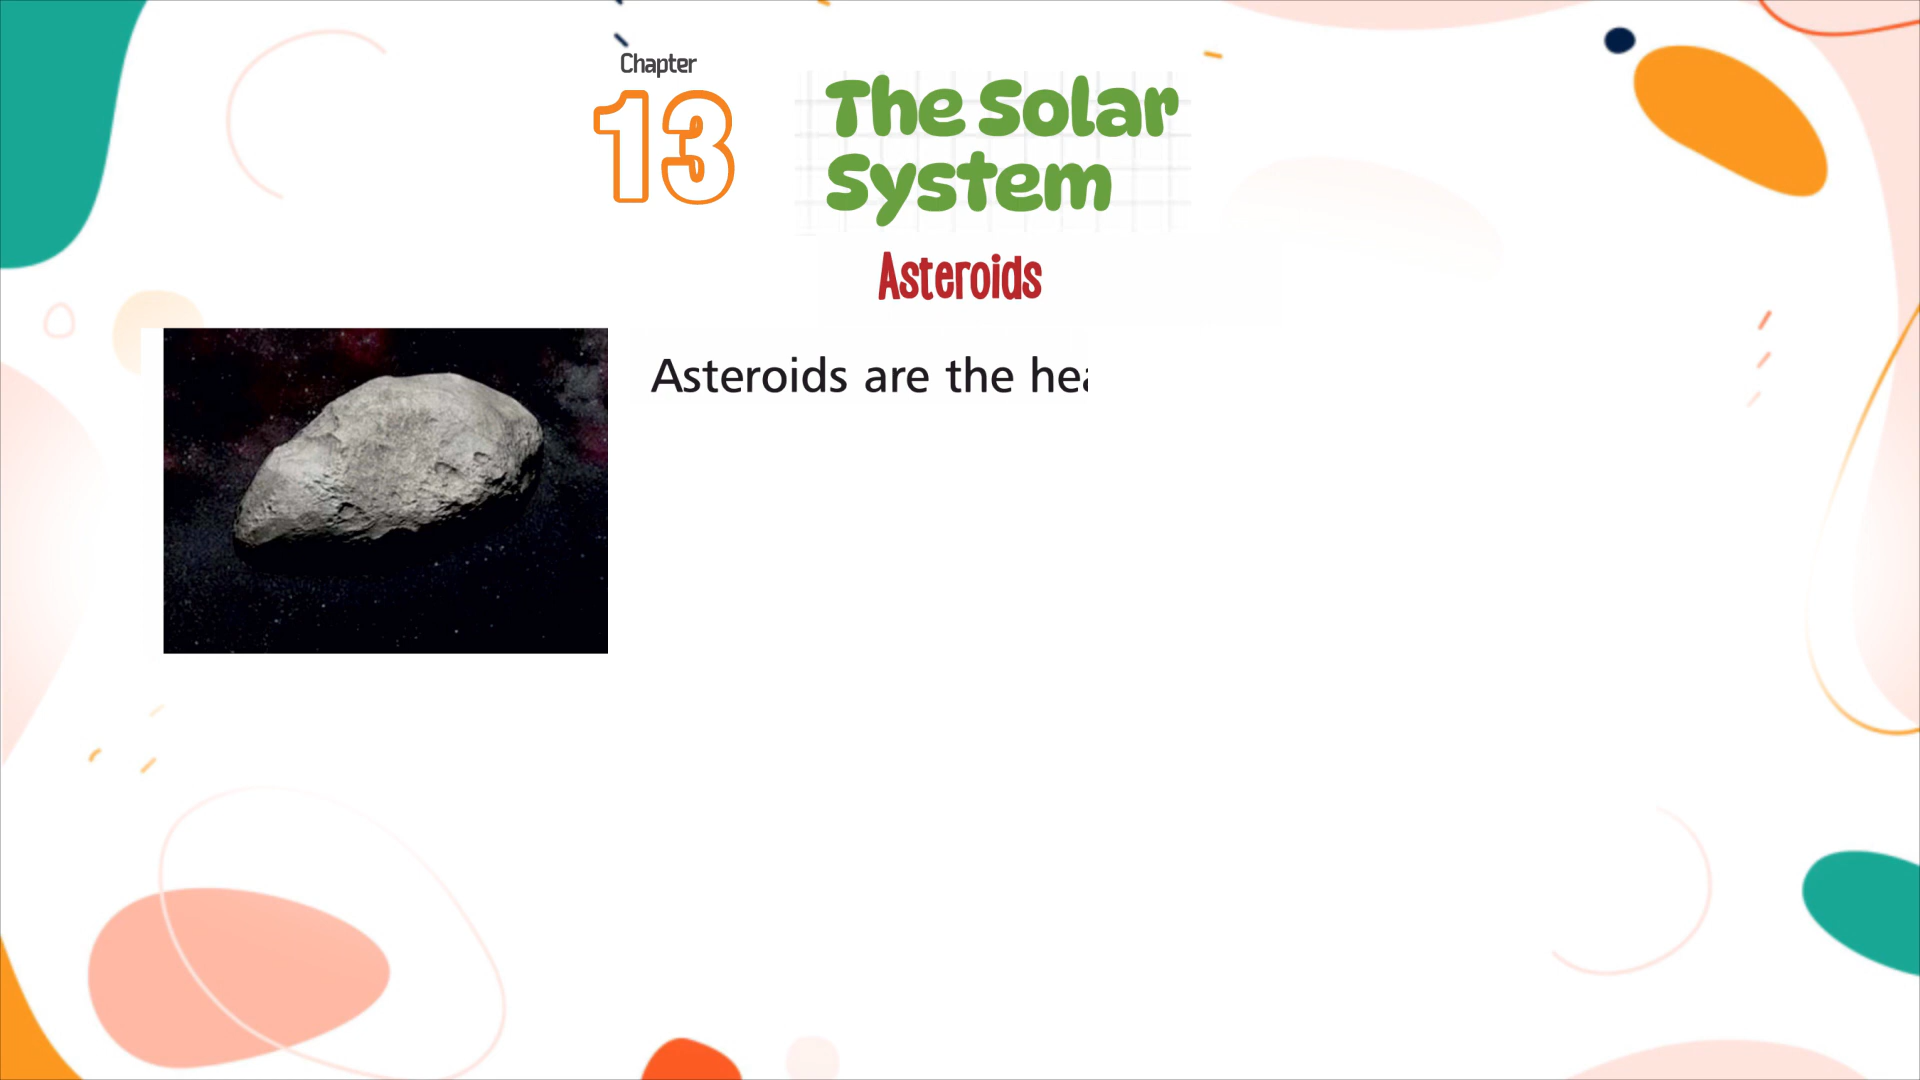 Chapter
13
The Solar
System
Asteroids
Asteroids are the